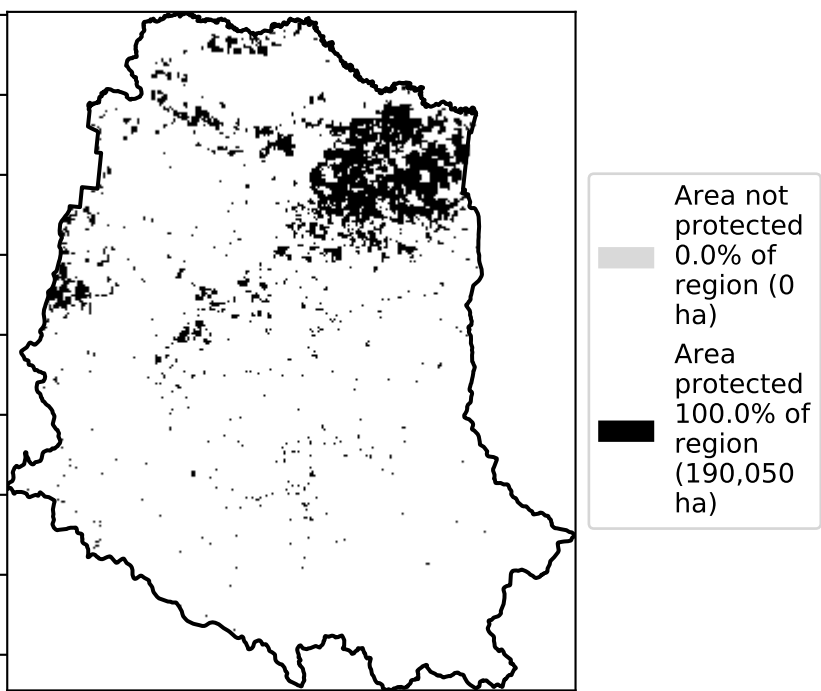 Area not
protected
0.0% of
region (0
ha)
Area
protected
100.0% of
region
(190,050
ha)